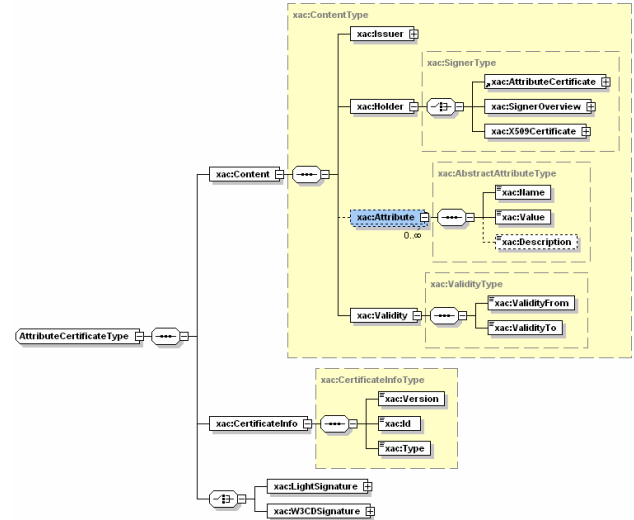 xac:ContentType
xac:Issuer
xac:SignerType
xac:AttributeCertificate
xac:Holder
xac:SignerOverview
xac:X509Certificate
xac:Content
xac:AbstractAttributeType
xac:Name
xac:Attribute
xac:Value
0..∞
xac:Description
xac:ValidityType
xac:ValidityFrom
xac:Validity
xac:ValidityTo
AttributeCertificateType
xac:CertificateInfoType
xac:Version
xac:CertificateInfo
xac:Id
xac:Type
xac:LightSignature
xac:W3CDSignature